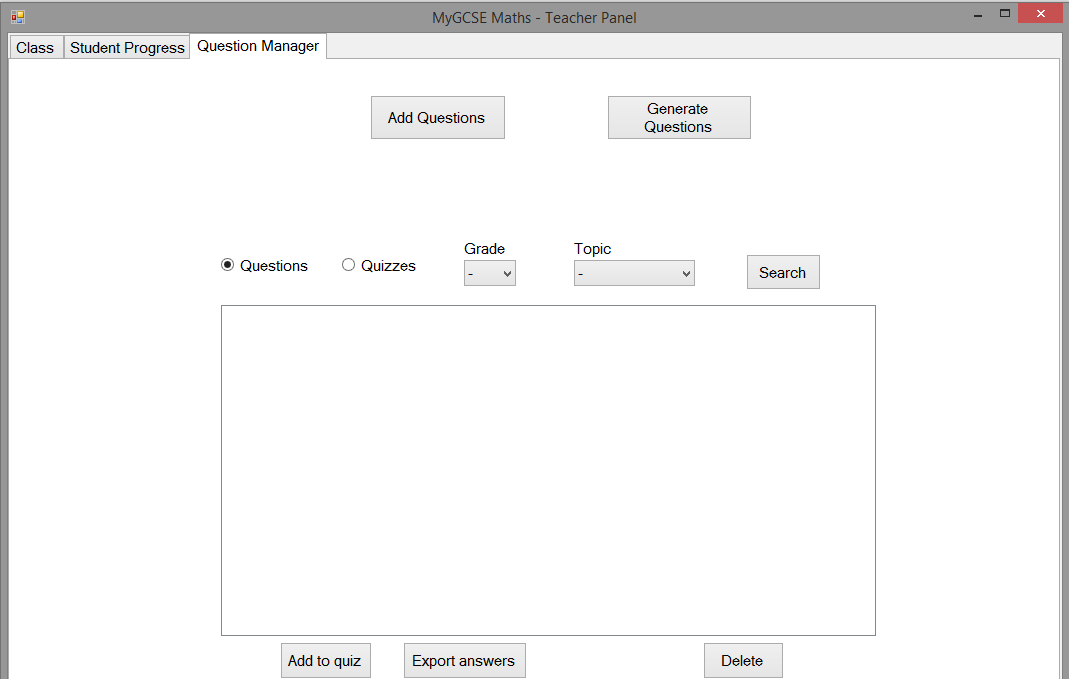 MyGCSE Maths - Teacher Panel
Class
Student Progress
Question Manager
Add Questions
Generate
Questions
Questions
Quizzes
Grade
-
Topic
-
Search
Add to quiz
Export answers
Delete